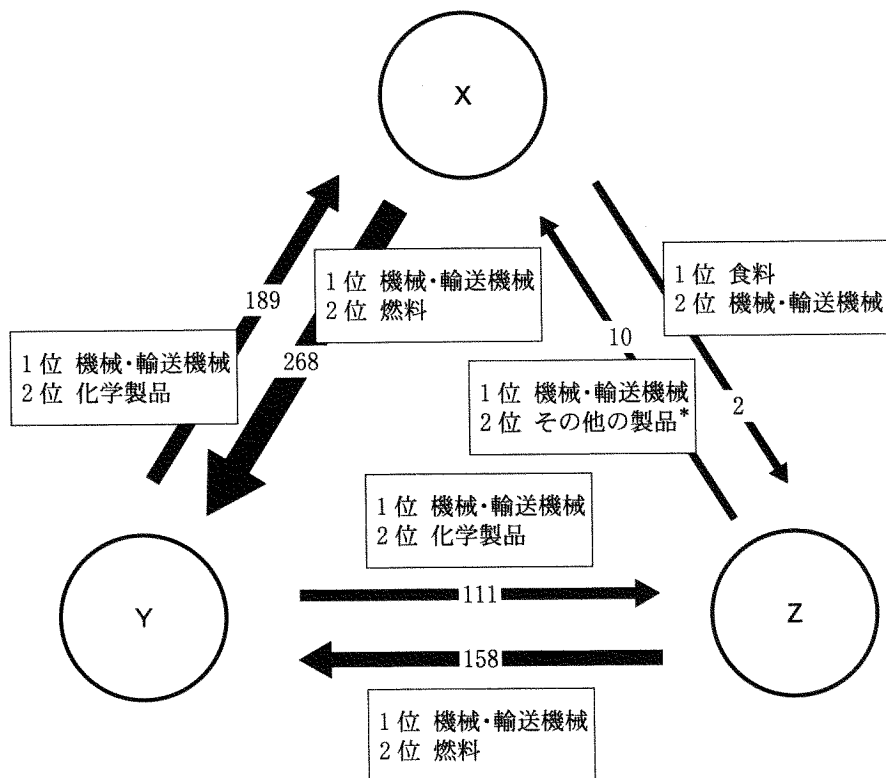 X
1位 機械・輸送機械
2位 燃料
1位 食料
2位 機械・輸送機械
189
10
1位 機械・輸送機械
2位 化学製品
268
1位 機械・輸送機械
2位 その他の製品*
2
1位 機械・輸送機械
2位 化学製品
Y
111
Z
158
1位 機械・輸送機械
2位 燃料